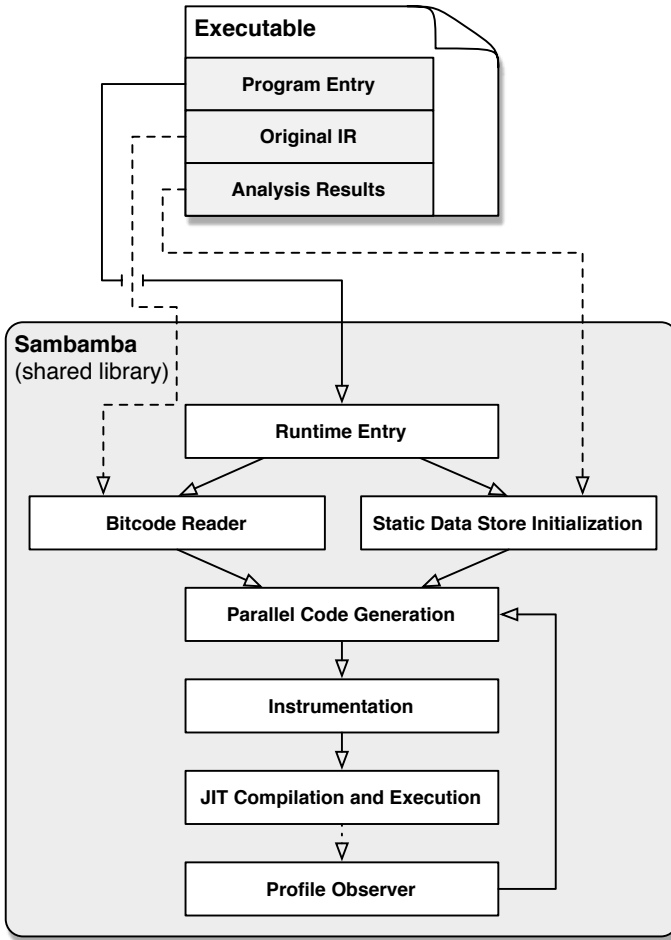 Executable
Program Entry
Original IR
Analysis Results
Sambamba
(shared library)
Runtime Entry
Bitcode Reader
Static Data Store Initialization
Parallel Code Generation
Instrumentation
JIT Compilation and Execution
Profile Observer